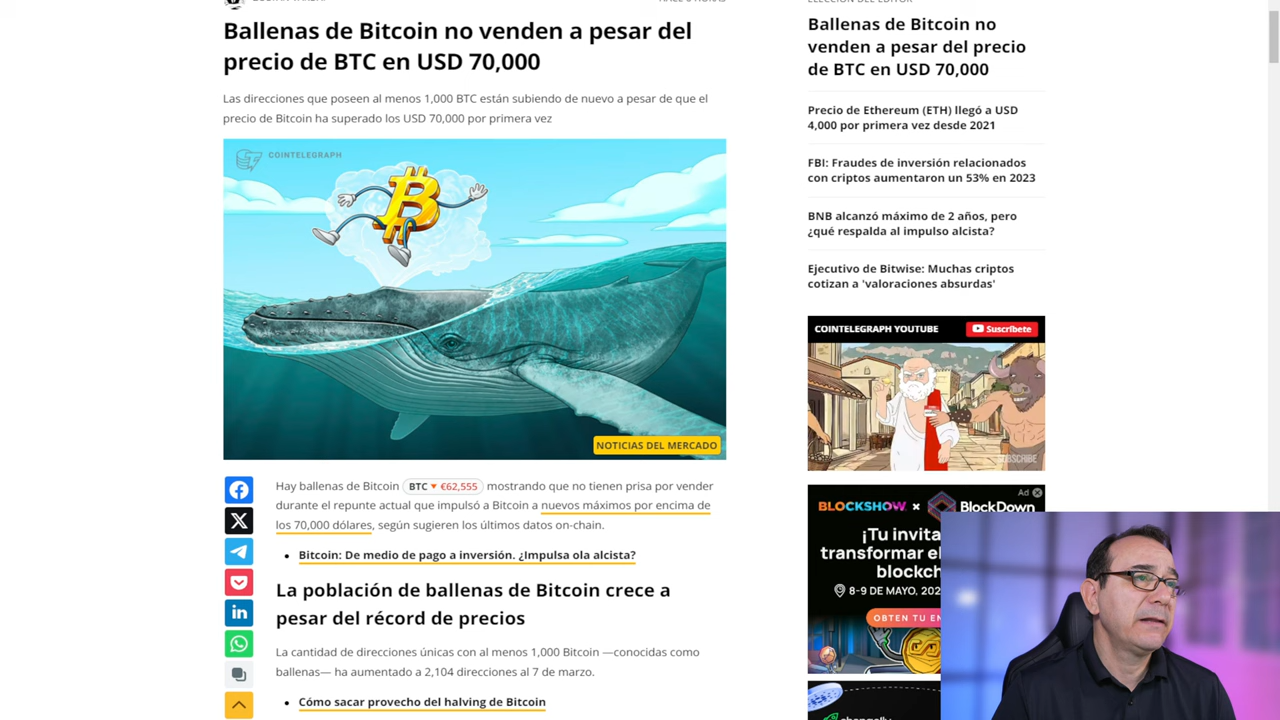 Ballenas de Bitcoin no venden a pesar del
precio de BTC en USD 70,000
Las direcciones que poseen al menos 1,000 BTC están subiendo de nuevo a pesar de que el
precio de Bitcoin ha superado los USD 70,000 por primera vez
COINTELEGRAPH
NOTICIAS DEL MERCADO
Hay ballenas de Bitcoin BTC ▼ €62,555 mostrando que no tienen prisa por vender
durante el repunte actual que impulsó a Bitcoin a nuevos máximos por encima de
los 70,000 dólares, según sugieren los últimos datos on-chain.
• Bitcoin: De medio de pago a inversión. ¿Impulsa ola alcista?
La población de ballenas de Bitcoin crece a
pesar del récord de precios
La cantidad de direcciones únicas con al menos 1,000 Bitcoin —conocidas como
ballenas— ha aumentado a 2,104 direcciones al 7 de marzo.
• Cómo sacar provecho del halving de Bitcoin
Ballenas de Bitcoin no
venden a pesar del precio
de BTC en USD 70,000
Precio de Ethereum (ETH) llegó a USD
4,000 por primera vez desde 2021
FBI: Fraudes de inversión relacionados
con criptos aumentaron un 53% en 2023
BNB alcanzó máximo de 2 años, pero
¿qué respalda al impulso alcista?
Ejecutivo de Bitwise: Muchas criptos
cotizan a 'valoraciones absurdas'
COINTELEGRAPH YOUTUBE Suscríbete
SUBSCRIBE
Ad
BLOCKSHOW x BlockDown
¡Tu invita
transformar el
blockch
8-9 DE MAYO, 202
OBTEN TU EN